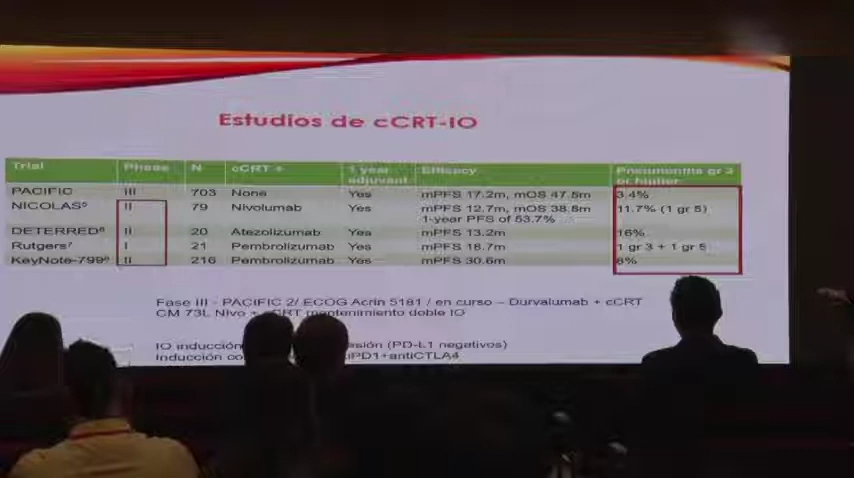 Estudios de cCRT-IO
Trial Phase N cCRT + 1 year adjuvant Efficacy Pneumonitis gr 3 or higher
PACIFIC III 703 None Yes mPFS 17.2m, mOS 47.5m 3.4%
NICOLAS⁵ II 79 Nivolumab Yes mPFS 12.7m, mOS 38.8m 11.7% (1 gr 5)
1-year PFS of 53.7%
DETERRED⁶ II 20 Atezolizumab Yes mPFS 13.2m 16%
Rutgers⁷ I 21 Pembrolizumab Yes mPFS 18.7m 1 gr 3 + 1 gr 5
KeyNote-799 II 216 Pembrolizumab Yes mPFS 30.6m 8%
Fase III - PACIFIC 2/ ECOG Acrin 5181 / en curso – Durvalumab + cCCRT
CM 73L Nivo + mantenimiento doble IO
IO inducción (PD-L1 negativos)
Inducción +antiCTLA4